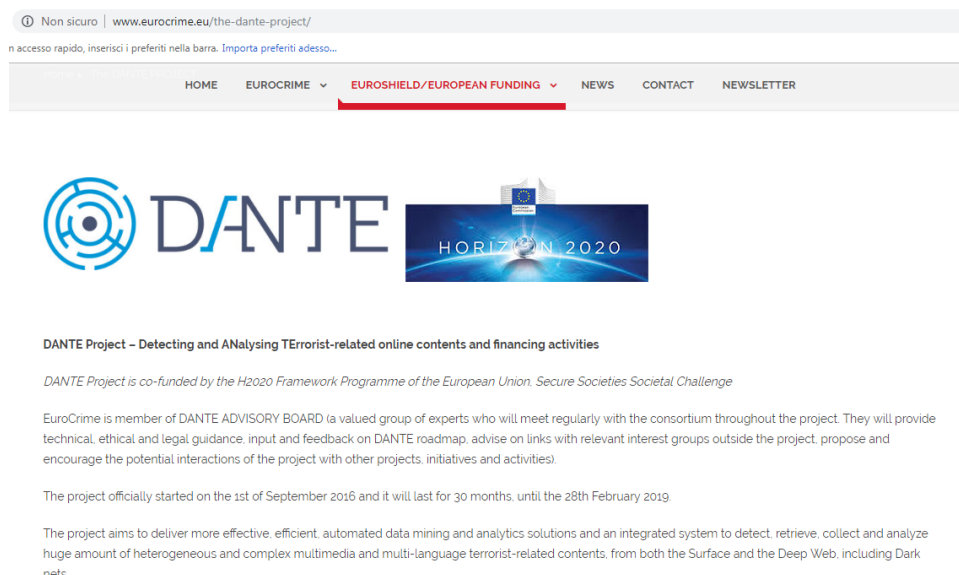 Non sicuro | www.eurocrime.eu/the-dante-project/
n accesso rapido, inserisci i preferiti nella barra. Importa preferiti adesso...
HOME EUROCRIME EUROSHIELD/EUROPEAN FUNDING NEWS CONTACT NEWSLETTER
DANTE
European
Commission
HORIZON 2020
DANTE Project – Detecting and ANalysing TErrorist-related online contents and financing activities
DANTE Project is co-funded by the H2020 Framework Programme of the European Union, Secure Societies Societal Challenge
EuroCrime is member of DANTE ADVISORY BOARD (a valued group of experts who will meet regularly with the consortium throughout the project. They will provide
technical, ethical and legal guidance, input and feedback on DANTE roadmap, advise on links with relevant interest groups outside the project, propose and
encourage the potential interactions of the project with other projects, initiatives and activities).
The project officially started on the 1st of September 2016 and it will last for 30 months, until the 28th February 2019.
The project aims to deliver more effective, efficient, automated data mining and analytics solutions and an integrated system to detect, retrieve, collect and analyze
huge amount of heterogeneous and complex multimedia and multi-language terrorist-related contents, from both the Surface and the Deep Web, including Dark
nets